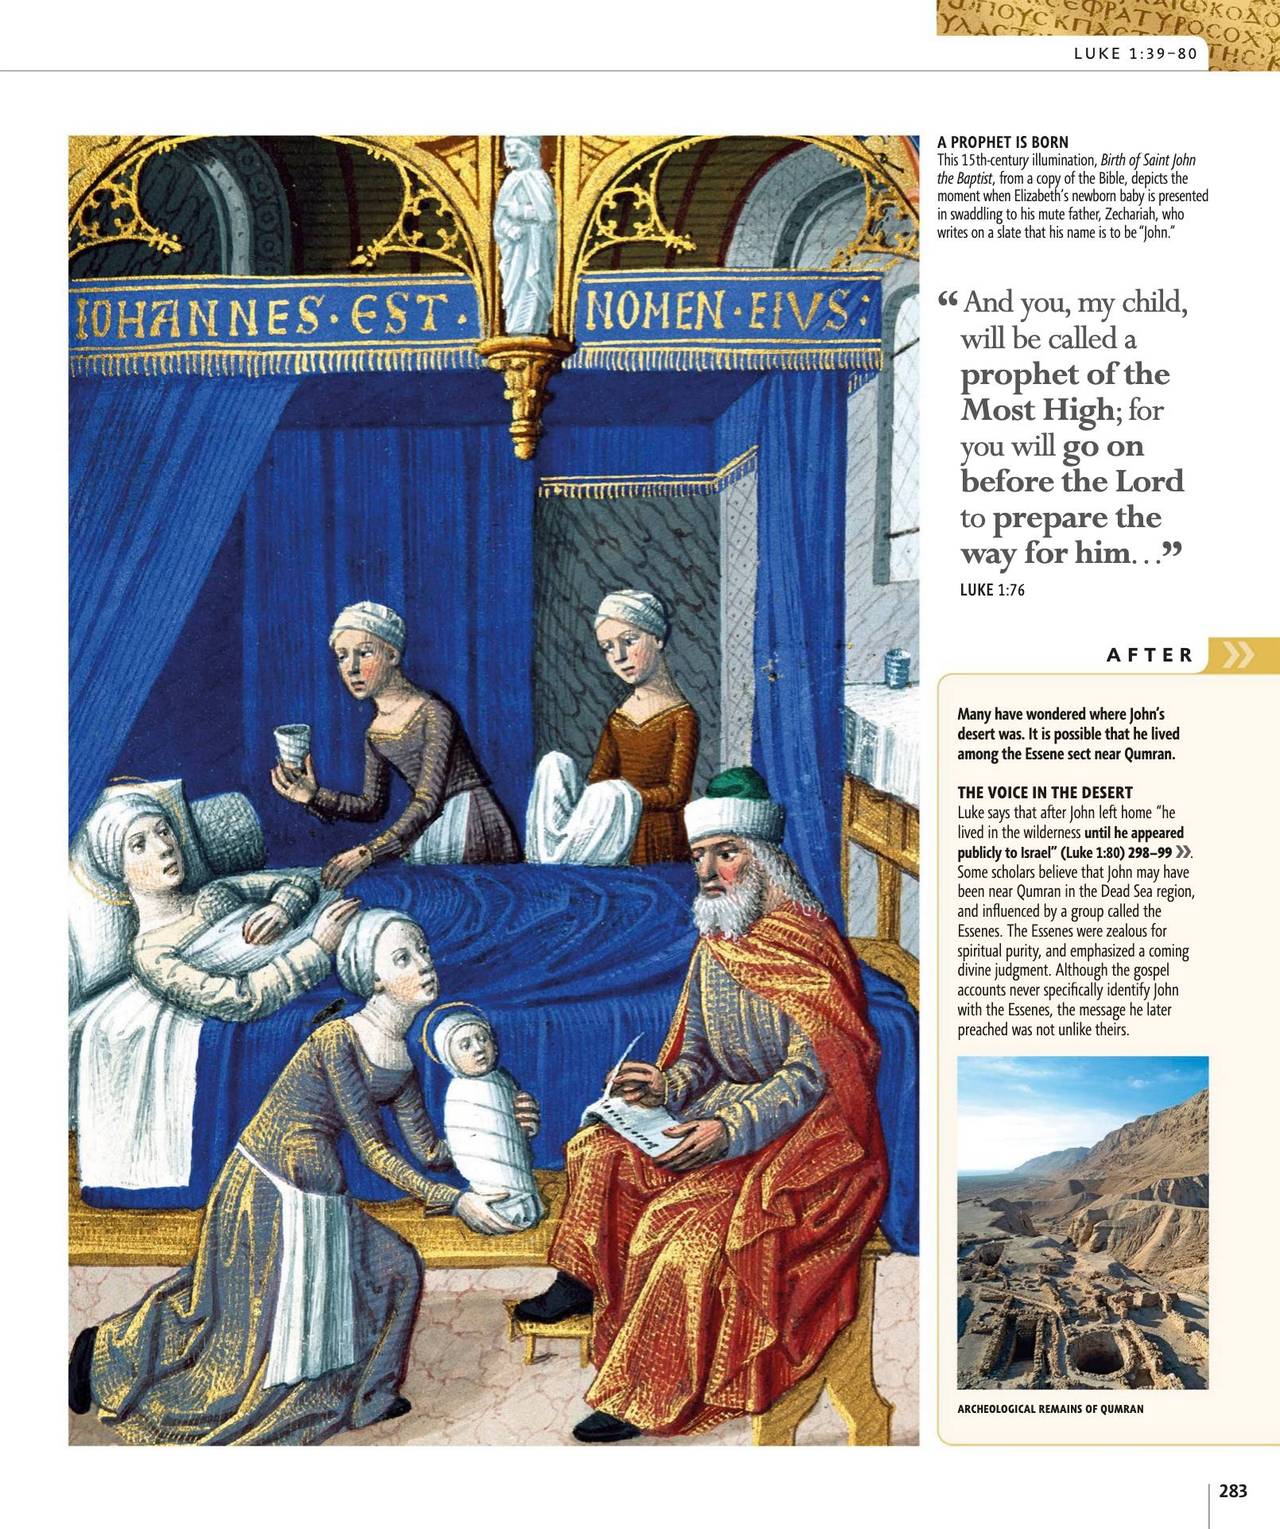 ΚΑΙΩΚΟΔΟ
ΩΠΟΥΣΚΠΑΣ
ΣΕΦΡΑΤΥΡΟΣΟΧΥ
ΥΛΑΣΤ
ΤΗΣ·Κ
LUKE 1:39–80
IOHANNES·EST·
NOMEN·EIVS:
A PROPHET IS BORN
This 15th-century illumination, Birth of Saint John
the Baptist, from a copy of the Bible, depicts the
moment when Elizabeth’s newborn baby is presented
in swaddling to his mute father, Zechariah, who
writes on a slate that his name is to be “John.”
“And you, my child,
will be called a
prophet of the
Most High; for
you will go on
before the Lord
to prepare the
way for him…”
LUKE 1:76
AFTER »
Many have wondered where John’s
desert was. It is possible that he lived
among the Essene sect near Qumran.
THE VOICE IN THE DESERT
Luke says that after John left home “he
lived in the wilderness until he appeared
publicly to Israel” (Luke 1:80) 298–99 ».
Some scholars believe that John may have
been near Qumran in the Dead Sea region,
and influenced by a group called the
Essenes. The Essenes were zealous for
spiritual purity, and emphasized a coming
divine judgment. Although the gospel
accounts never specifically identify John
with the Essenes, the message he later
preached was not unlike theirs.
ARCHEOLOGICAL REMAINS OF QUMRAN
283